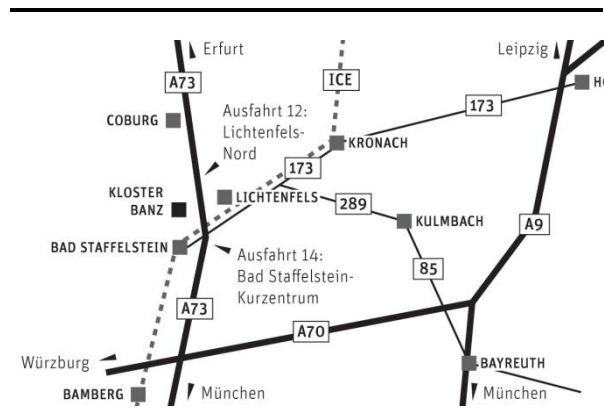 Erfurt
Leipzig
A73
ICE
HO
173
COBURG
Ausfahrt 12:
Lichtenfels-
Nord
KRONACH
173
KLOSTER
BANZ
LICHTENFELS
289
KULMBACH
A9
BAD STAFFELSTEIN
Ausfahrt 14:
Bad Staffelstein-
Kurzentrum
85
A73
A70
Würzburg
BAYREUTH
BAMBERG
München
München